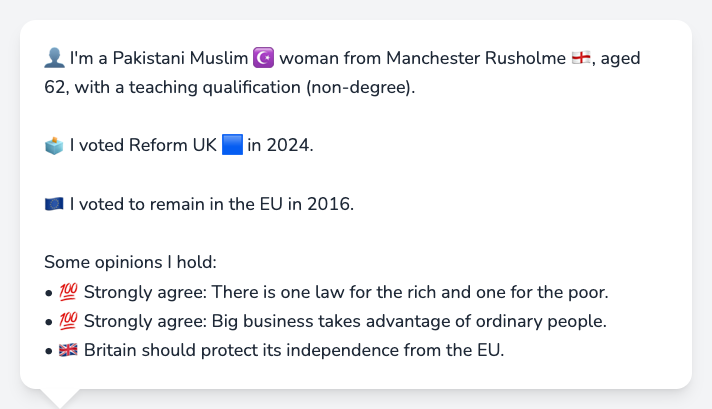 👤 I'm a Pakistani Muslim ☪️ woman from Manchester Rusholme 🏴󠁧󠁢󠁥󠁮󠁧󠁿, aged
62, with a teaching qualification (non-degree).
🗳️ I voted Reform UK 🟦 in 2024.
🇪🇺 I voted to remain in the EU in 2016.
Some opinions I hold:
• 💯 Strongly agree: There is one law for the rich and one for the poor.
• 💯 Strongly agree: Big business takes advantage of ordinary people.
• 🇬🇧 Britain should protect its independence from the EU.